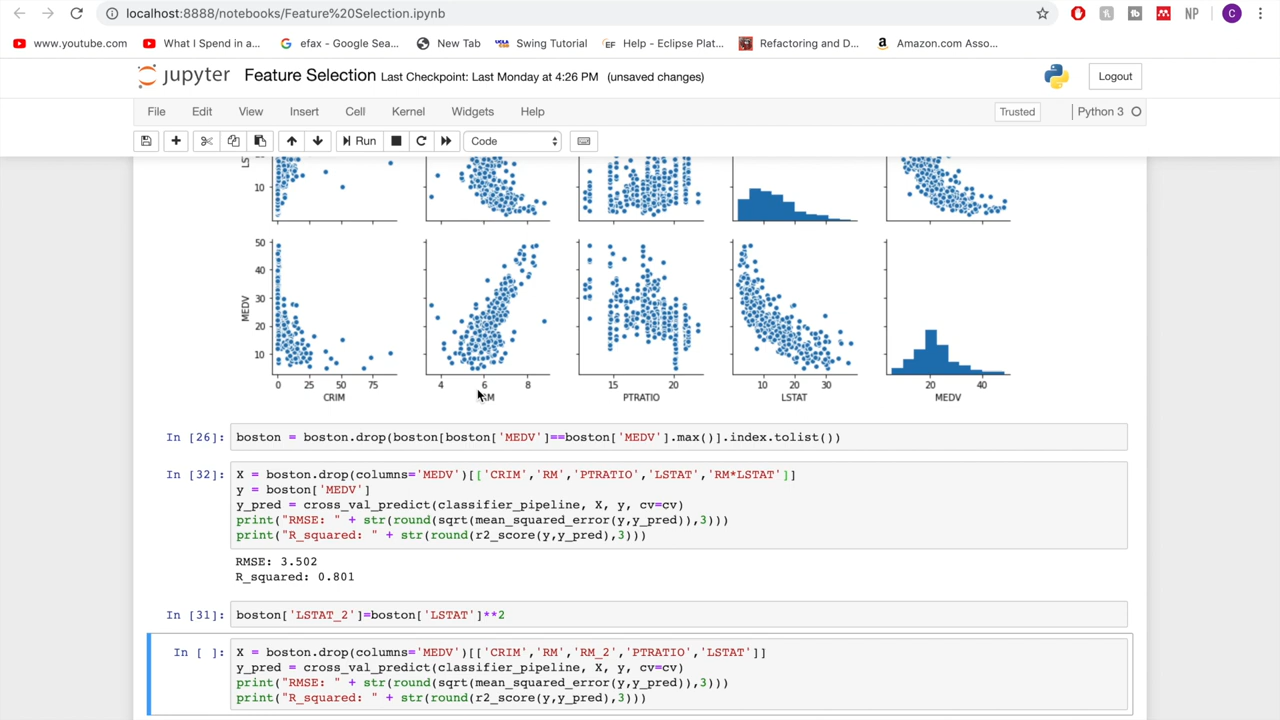 localhost:8888/notebooks/Feature%20Selection.ipynb
NP
C
www.youtube.com
What I Spend in a...
efax - Google Sea...
New Tab
UCLA CS Swing Tutorial
EF Help - Eclipse Plat...
Refactoring and D...
Amazon.com Asso...
jupyter Feature Selection Last Checkpoint: Last Monday at 4:26 PM (unsaved changes)
Logout
File Edit View Insert Cell Kernel Widgets Help
Trusted Python 3
Run Code
LS
10
MEDV
50
40
30
20
10
0 25 50 75 4 6 8 15 20 10 20 30 20 40
CRIM RM PTRATIO LSTAT MEDV
In [26]: boston = boston.drop(boston[boston['MEDV']==boston['MEDV'].max()].index.tolist())
In [32]: X = boston.drop(columns='MEDV')[['CRIM','RM','PTRATIO','LSTAT','RM*LSTAT']]
y = boston['MEDV']
y_pred = cross_val_predict(classifier_pipeline, X, y, cv=cv)
print("RMSE: " + str(round(sqrt(mean_squared_error(y,y_pred)),3)))
print("R_squared: " + str(round(r2_score(y,y_pred),3)))
RMSE: 3.502
R_squared: 0.801
In [31]: boston['LSTAT_2']=boston['LSTAT']**2
In [ ]: X = boston.drop(columns='MEDV')[['CRIM','RM','RM_2','PTRATIO','LSTAT']]
y_pred = cross_val_predict(classifier_pipeline, X, y, cv=cv)
print("RMSE: " + str(round(sqrt(mean_squared_error(y,y_pred)),3)))
print("R_squared: " + str(round(r2_score(y,y_pred),3)))